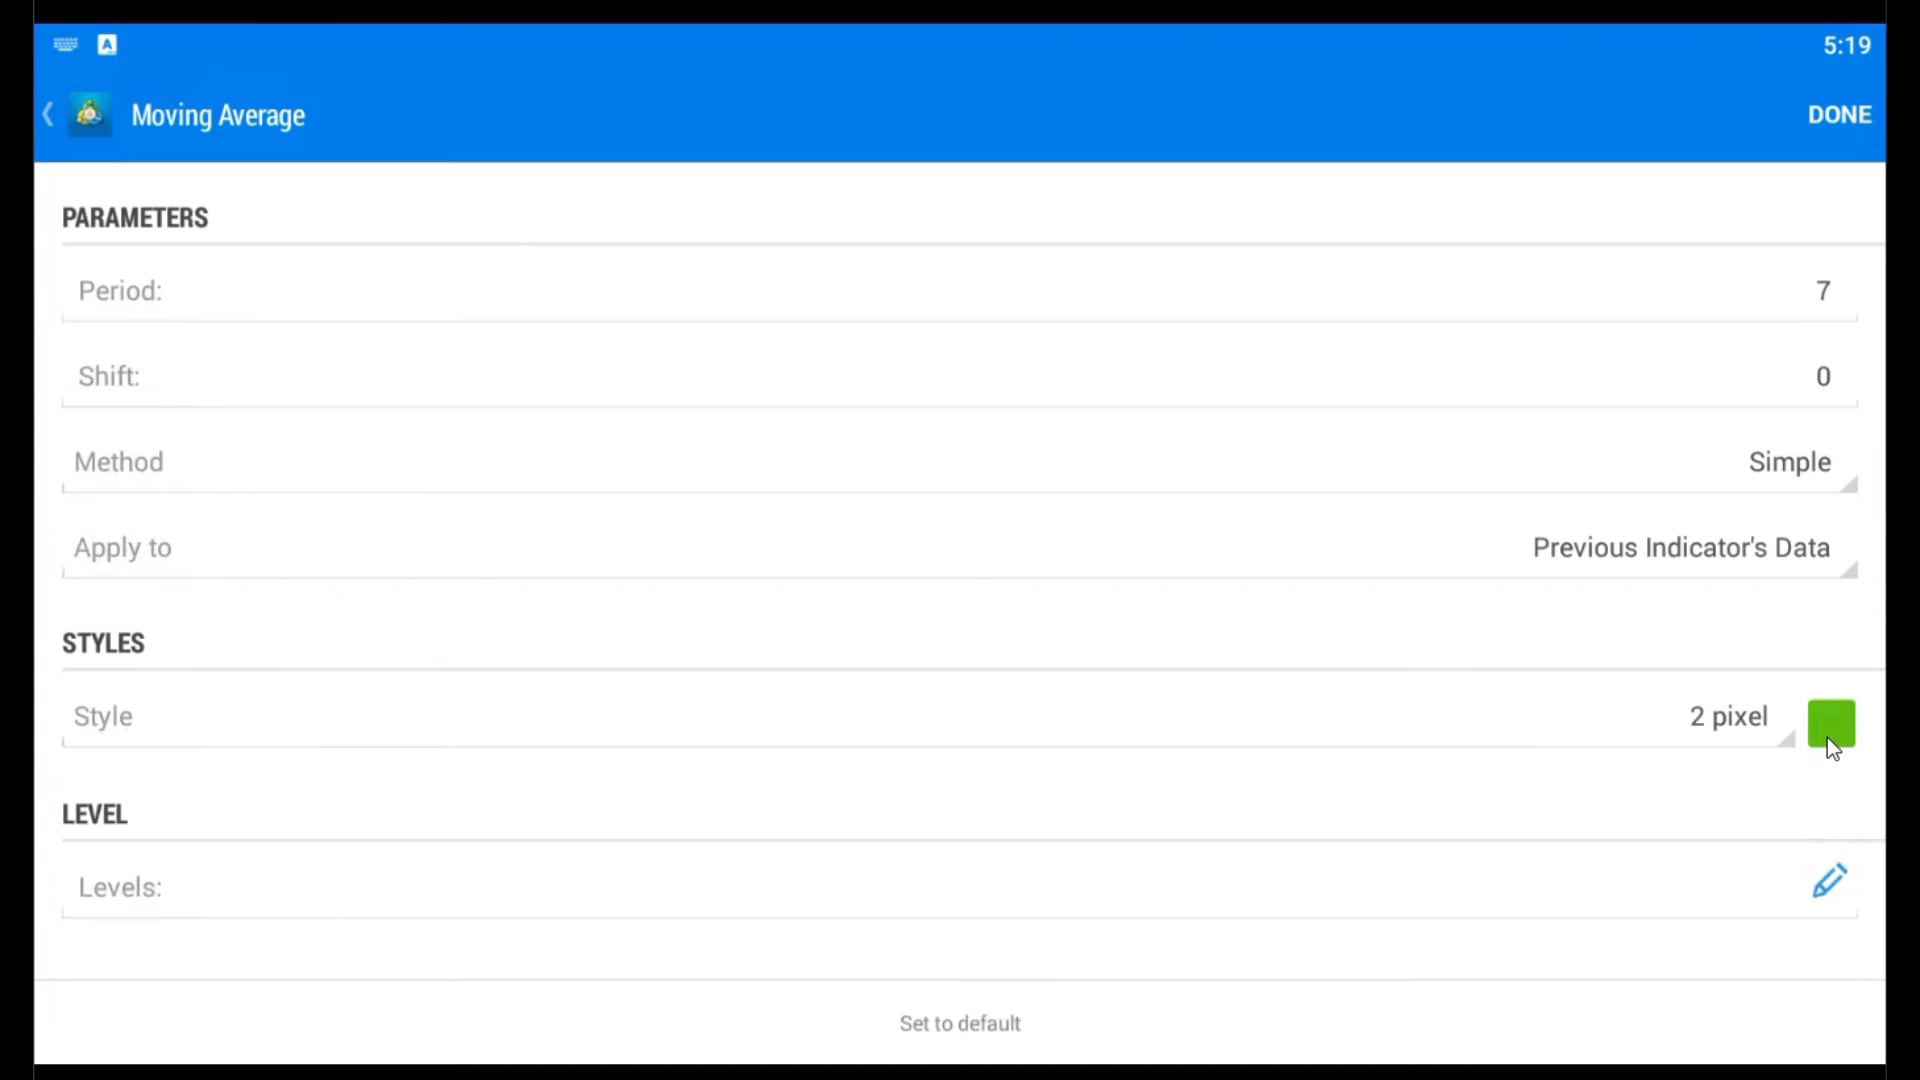 A
5:19
Moving Average
DONE
PARAMETERS
Period: 7
Shift: 0
Method Simple
Apply to Previous Indicator's Data
STYLES
Style 2 pixel
LEVEL
Levels:
Set to default